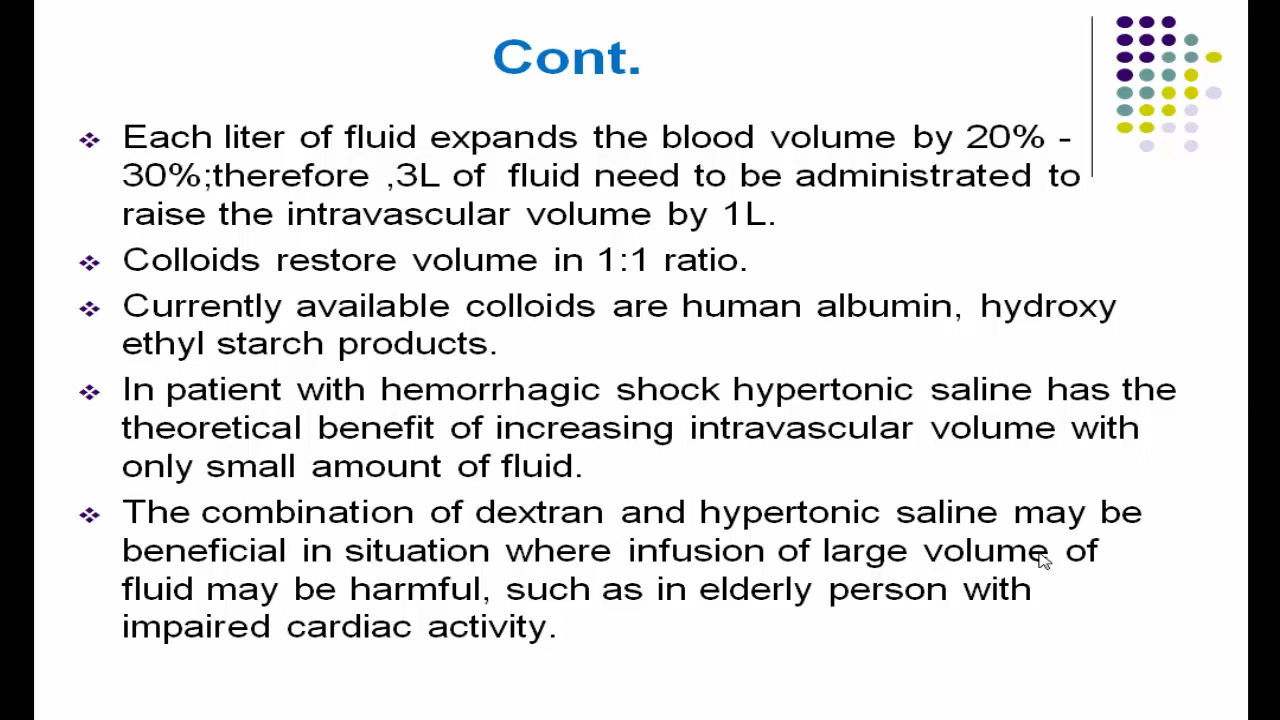 Cont.
Each liter of fluid expands the blood volume by 20% -
30%;therefore ,3L of fluid need to be administrated to
raise the intravascular volume by 1L.
Colloids restore volume in 1:1 ratio.
Currently available colloids are human albumin, hydroxy
ethyl starch products.
In patient with hemorrhagic shock hypertonic saline has the
theoretical benefit of increasing intravascular volume with
only small amount of fluid.
The combination of dextran and hypertonic saline may be
beneficial in situation where infusion of large volume of
fluid may be harmful, such as in elderly person with
impaired cardiac activity.